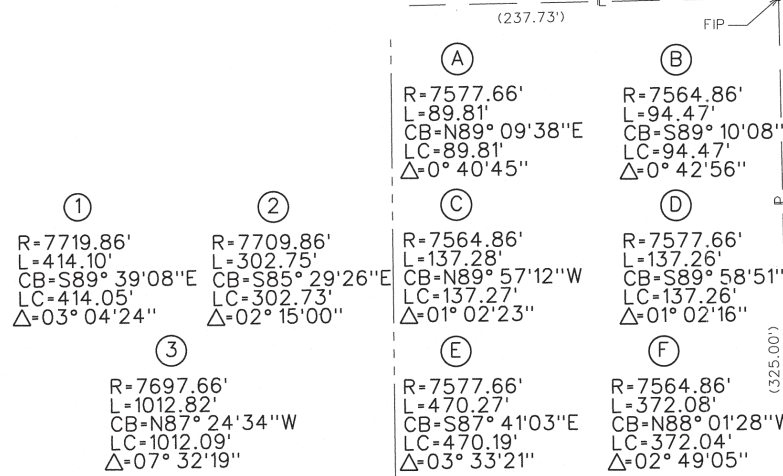 (237.73')
FIP
A
R=7577.66'
L=89.81'
CB=N89° 09'38"E
LC=89.81'
△=0° 40'45"
B
R=7564.86'
L=94.47'
CB=S89° 10'08"
LC=94.47'
△=0° 42'56"
1
R=7719.86'
L=414.10'
CB=S89° 39'08"E
LC=414.05'
△=03° 04'24"
2
R=7709.86'
L=302.75'
CB=S85° 29'26"E
LC=302.73'
△=02° 15'00"
C
R=7564.86'
L=137.28'
CB=N89° 57'12"W
LC=137.27'
△=01° 02'23"
D
R=7577.66'
L=137.26'
CB=S89° 58'51"
LC=137.26'
△=01° 02'16"
3
R=7697.66'
L=1012.82'
CB=N87° 24'34"W
LC=1012.09'
△=07° 32'19"
E
R=7577.66'
L=470.27'
CB=S87° 41'03"E
LC=470.19'
△=03° 33'21"
F
R=7564.86'
L=372.08'
CB=N88° 01'28"W
LC=372.04'
△=02° 49'05"
(325.00')